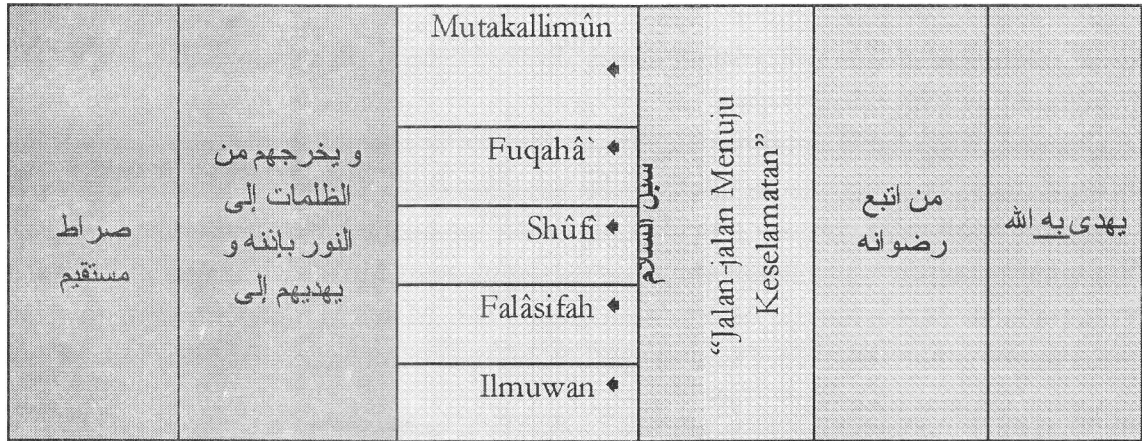 يهدى به الله
من اتبع
رضوانه
“Jalan-jalan Menuju
Keselamatan”
سبل السلام
Mutakallimûn
Fuqahâ`
Shûfî
Falâsifah
Ilmuwan
و يخرجهم من
الظلمات إلى
النور بإذنه و
يهديهم إلى
صراط
مستقيم